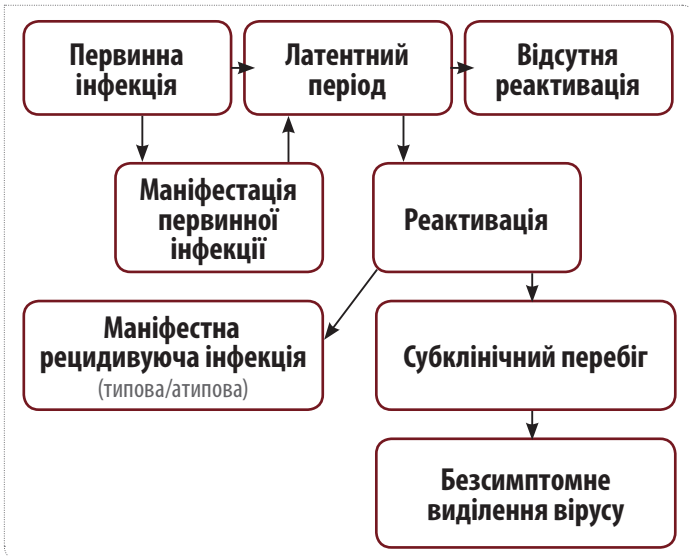 Первинна
інфекція
Латентний
період
Відсутня
реактивація
Маніфестація
первинної
інфекції
Реактивація
Маніфестна
рецидивуюча інфекція
(типова/атипова)
Субклінічний перебіг
Безсимптомне
виділення вірусу